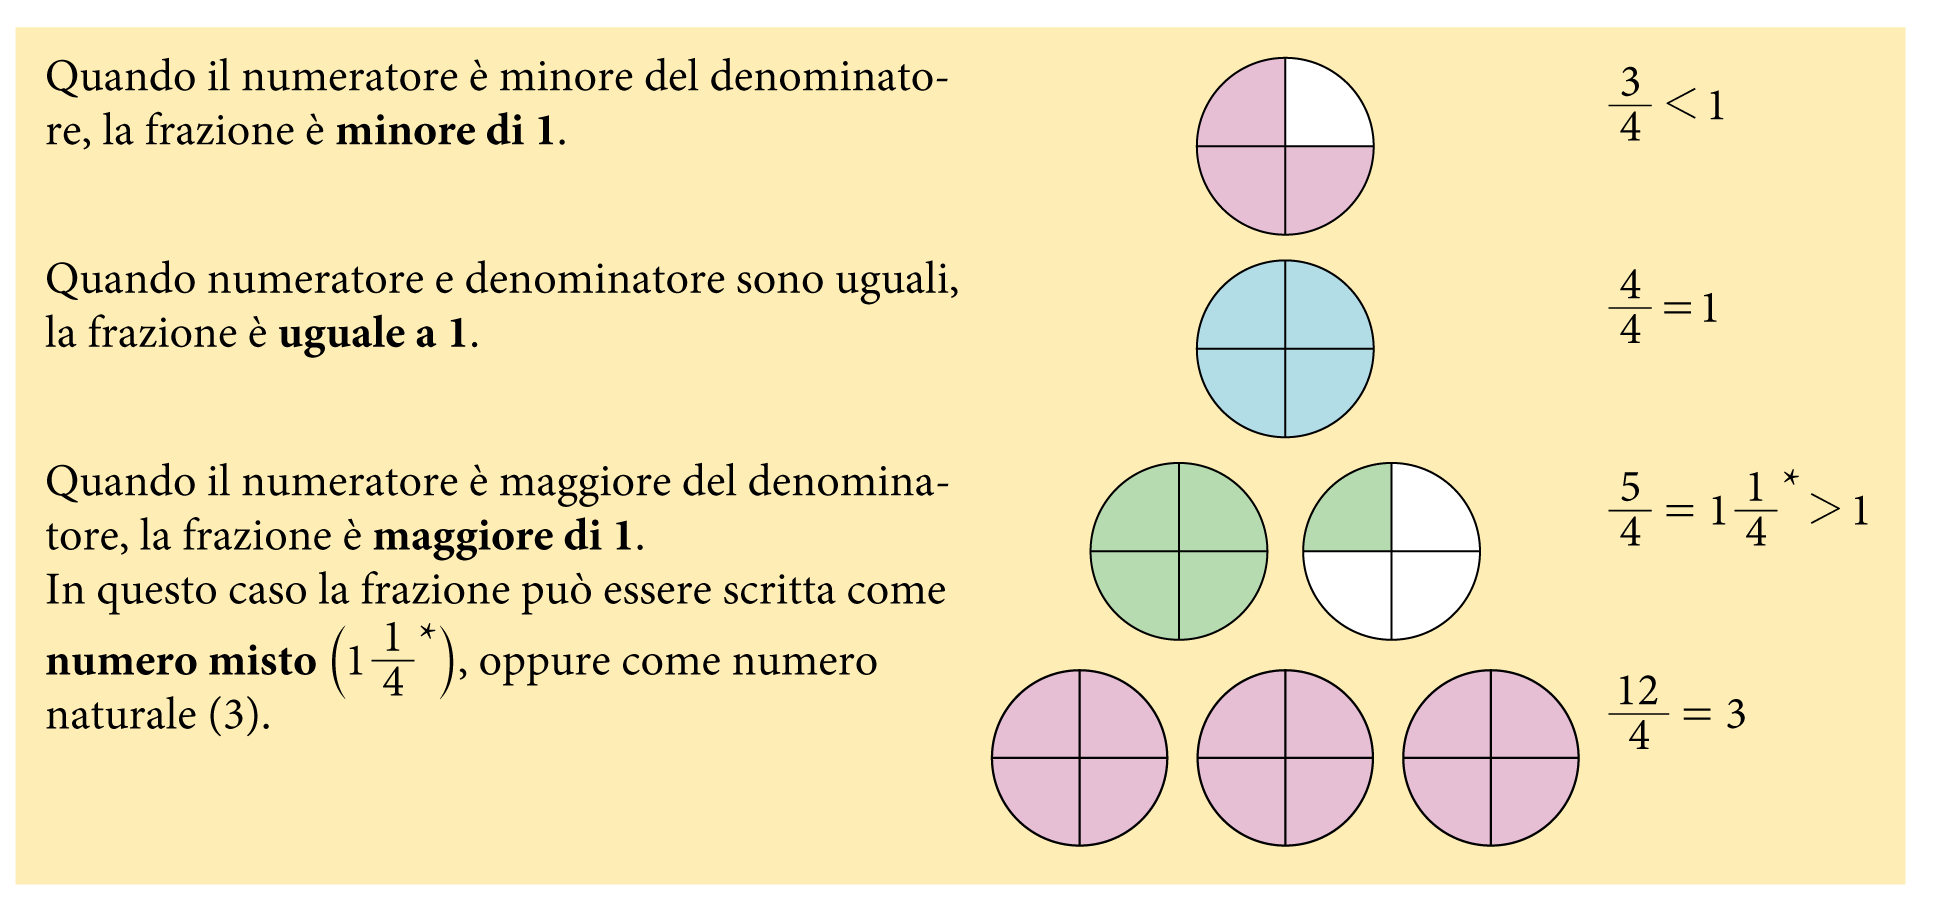 Quando il numeratore è minore del denominato-
re, la frazione è minore di 1.
3/4 < 1
Quando numeratore e denominatore sono uguali,
la frazione è uguale a 1.
4/4 = 1
Quando il numeratore è maggiore del denomina-
tore, la frazione è maggiore di 1.
In questo caso la frazione può essere scritta come
numero misto (1 1/4 *), oppure come numero
naturale (3).
5/4 = 1 1/4 * > 1
12/4 = 3